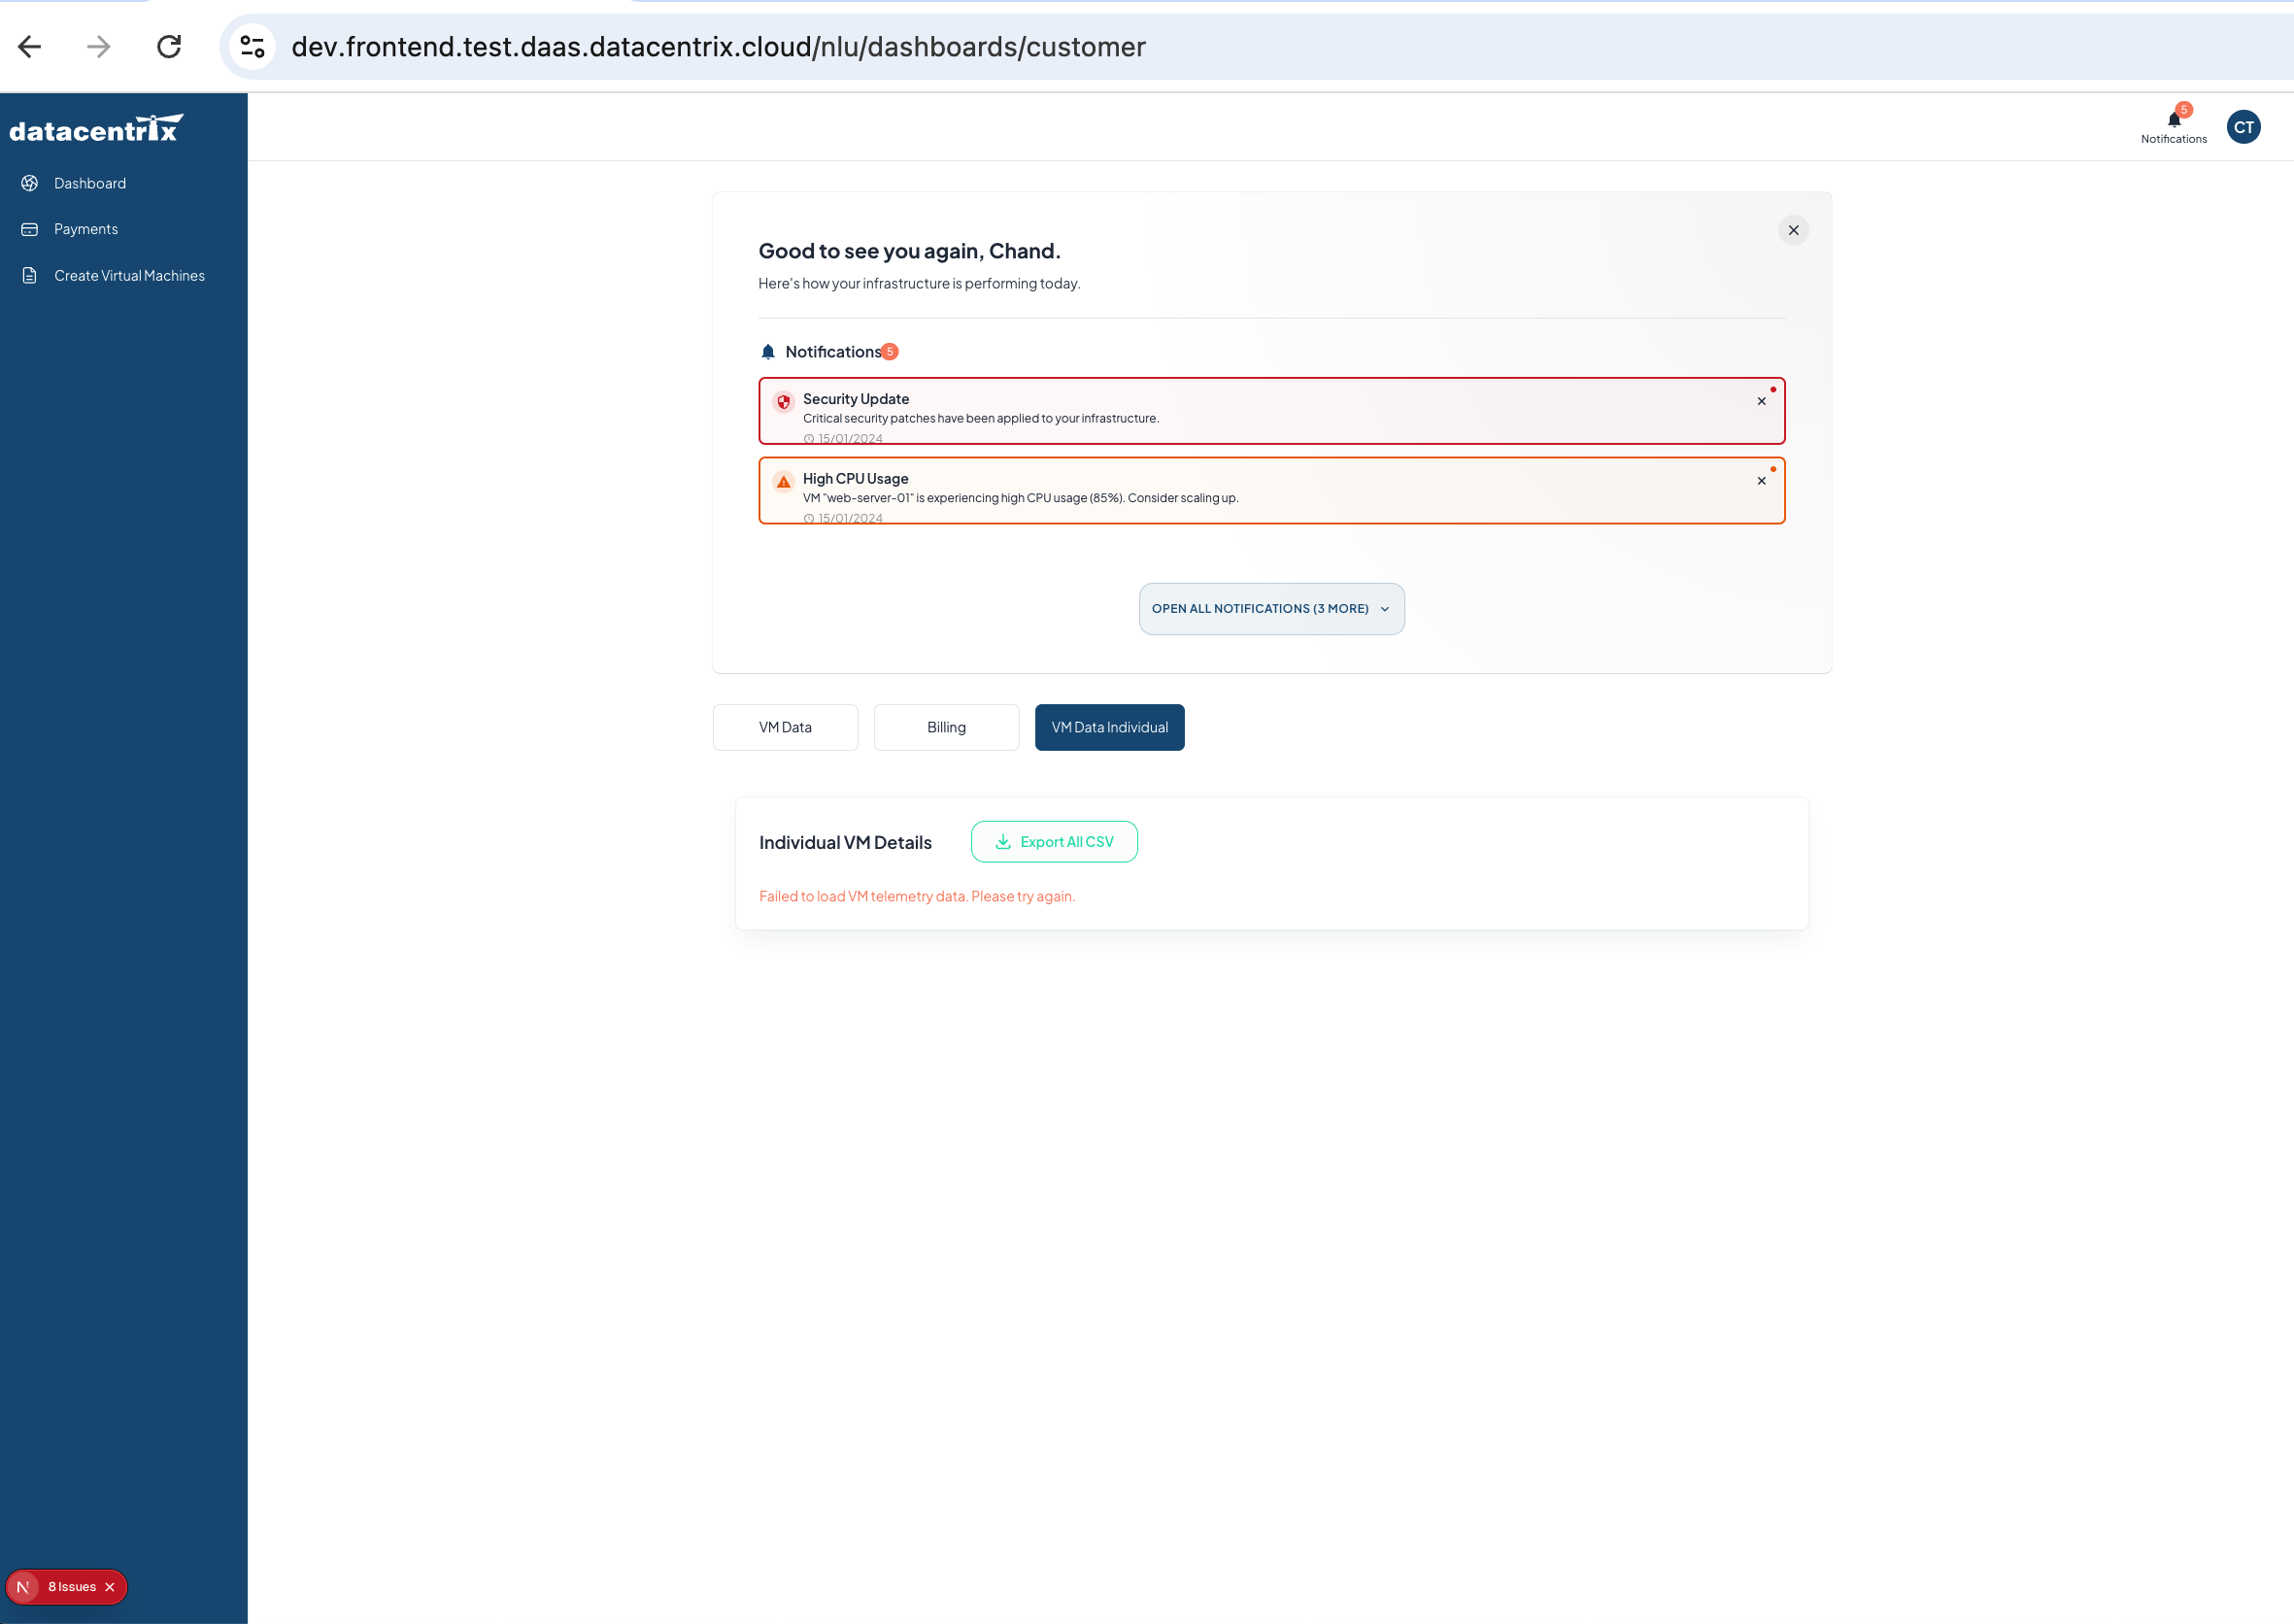 dev.frontend.test.daas.datacentrix.cloud/nlu/dashboards/customer
datacentrix
Dashboard
Payments
Create Virtual Machines
5
Notifications
CT
Good to see you again, Chand.
Here's how your infrastructure is performing today.
Notifications 5
Security Update
Critical security patches have been applied to your infrastructure.
15/01/2024
High CPU Usage
VM "web-server-01" is experiencing high CPU usage (85%). Consider scaling up.
15/01/2024
OPEN ALL NOTIFICATIONS (3 MORE)
VM Data
Billing
VM Data Individual
Individual VM Details
Export All CSV
Failed to load VM telemetry data. Please try again.
N 8 Issues